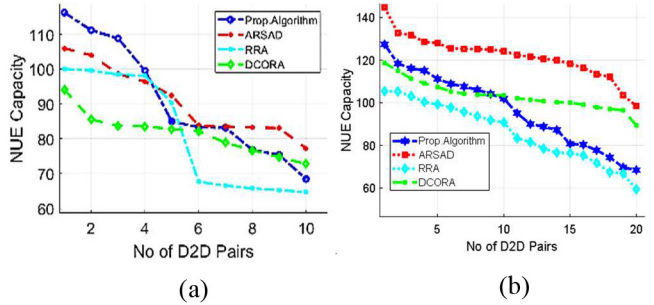 Prop.Algorithm
ARSAD
RRA
DCORA
NUE Capacity
110
100
90
80
70
60
2
4
6
8
10
No of D2D Pairs
(a)
140
120
100
80
60
NUE Capacity
Prop.Algorithm
ARSAD
RRA
DCORA
5
10
15
20
No of D2D Pairs
(b)